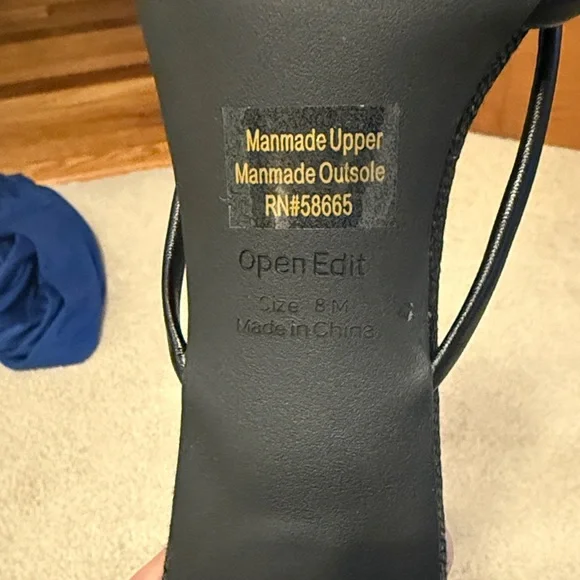 Manmade Upper
Manmade Outsole
RN#58665
Open Edit
Size 8 M
Made in China